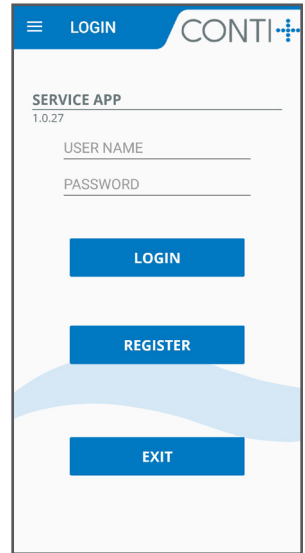 LOGIN
CONTI+
SERVICE APP
1.0.27
USER NAME
PASSWORD
LOGIN
REGISTER
EXIT